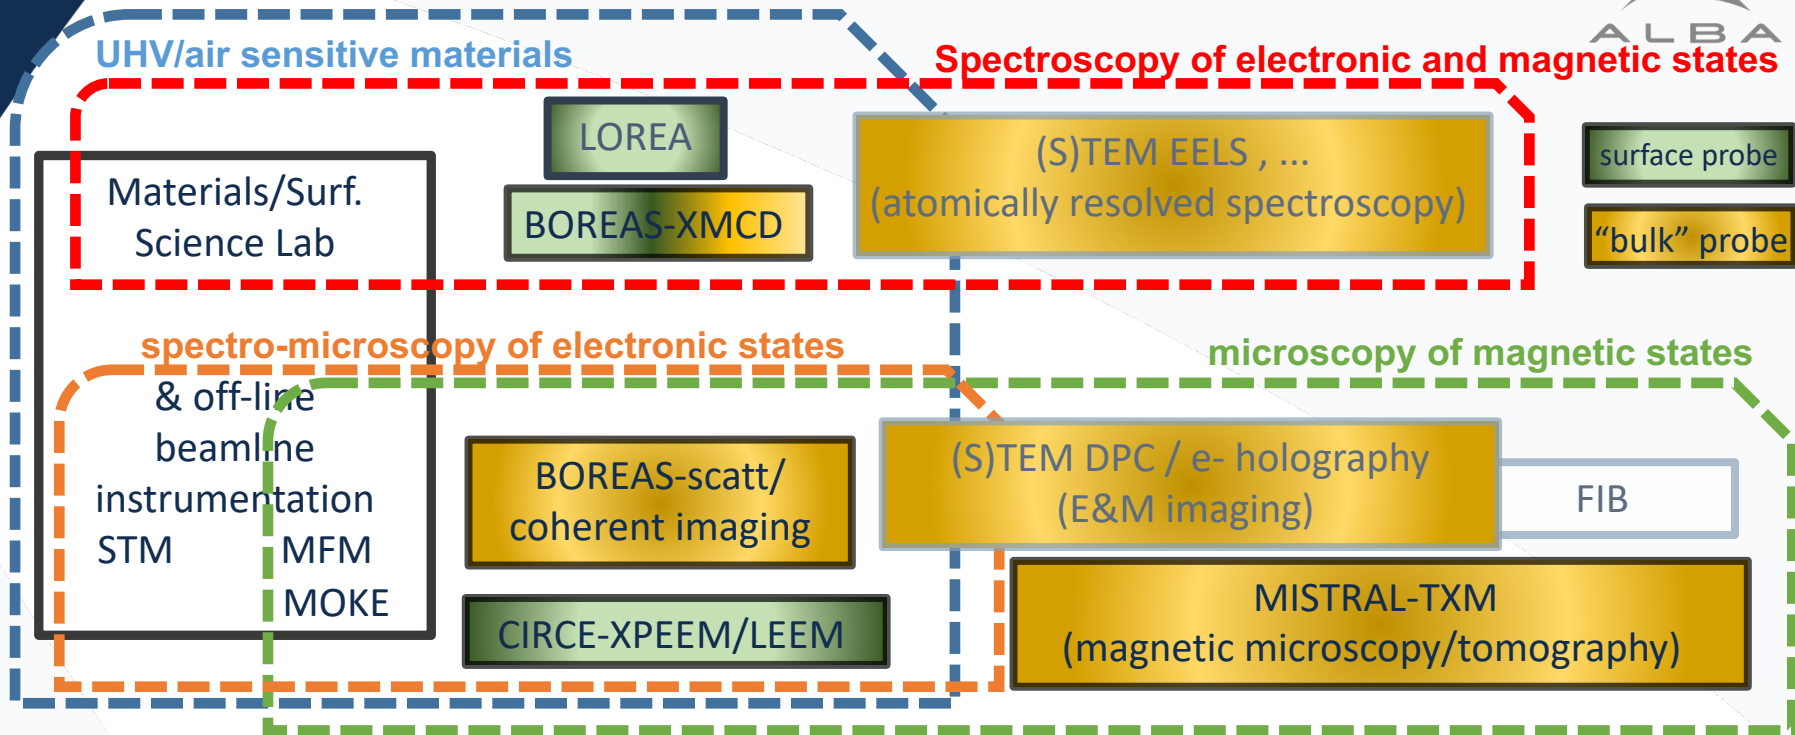 ALBA
UHV/air sensitive materials
Spectroscopy of electronic and magnetic states
LOREA
(S)TEM EELS , ...
(atomically resolved spectroscopy)
surface probe
"bulk" probe
Materials/Surf.
Science Lab
BOREAS-XMCD
spectro-microscopy of electronic states
microscopy of magnetic states
& off-line
beamline
instrumentation
STM MFM
MOKE
BOREAS-scatt/
coherent imaging
(S)TEM DPC / e- holography
(E&M imaging)
FIB
CIRCE-XPEEM/LEEM
MISTRAL-TXM
(magnetic microscopy/tomography)